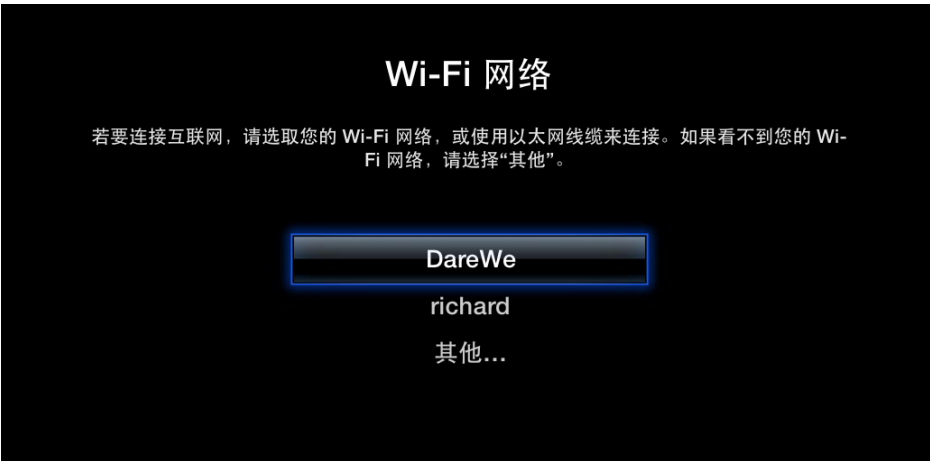 Wi-Fi 网络
若要连接互联网，请选取您的 Wi-Fi 网络，或使用以太网线缆来连接。如果看不到您的 Wi-
Fi 网络，请选择“其他”。
DareWe
richard
其他...